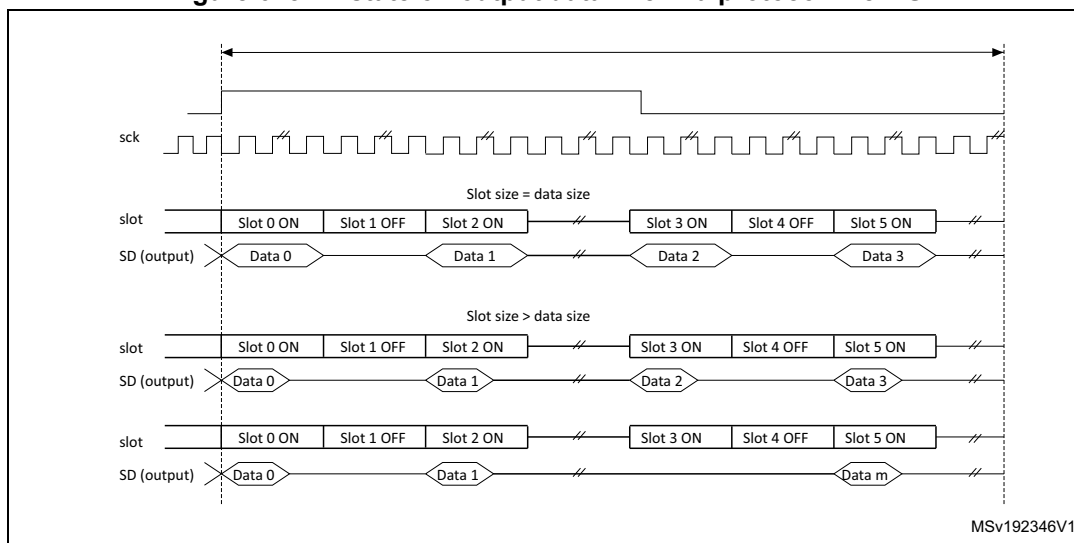 sck
Slot size = data size
slot Slot 0 ON Slot 1 OFF Slot 2 ON Slot 3 ON Slot 4 OFF Slot 5 ON
SD (output) Data 0 Data 1 Data 2 Data 3
Slot size > data size
slot Slot 0 ON Slot 1 OFF Slot 2 ON Slot 3 ON Slot 4 OFF Slot 5 ON
SD (output) Data 0 Data 1 Data 2 Data 3
slot Slot 0 ON Slot 1 OFF Slot 2 ON Slot 3 ON Slot 4 OFF Slot 5 ON
SD (output) Data 0 Data 1 Data m
MSv192346V1